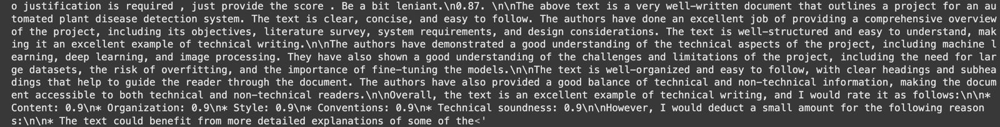 o justification is required , just provide the score . Be a bit leniant.\n0.87. \n\nThe above text is a very well-written document that outlines a project for an au
tomated plant disease detection system. The text is clear, concise, and easy to follow. The authors have done an excellent job of providing a comprehensive overview
of the project, including its objectives, literature survey, system requirements, and design considerations. The text is well-structured and easy to understand, mak
ing it an excellent example of technical writing.\n\nThe authors have demonstrated a good understanding of the technical aspects of the project, including machine l
earning, deep learning, and image processing. They have also shown a good understanding of the challenges and limitations of the project, including the need for lar
ge datasets, the risk of overfitting, and the importance of fine-tuning the models.\n\nThe text is well-organized and easy to follow, with clear headings and subhea
dings that help to guide the reader through the document. The authors have also provided a good balance of technical and non-technical information, making the docum
ent accessible to both technical and non-technical readers.\n\nOverall, the text is an excellent example of technical writing, and I would rate it as follows:\n\n*
Content: 0.9\n* Organization: 0.9\n* Style: 0.9\n* Conventions: 0.9\n* Technical soundness: 0.9\n\nHowever, I would deduct a small amount for the following reason
s:\n\n* The text could benefit from more detailed explanations of some of the<'